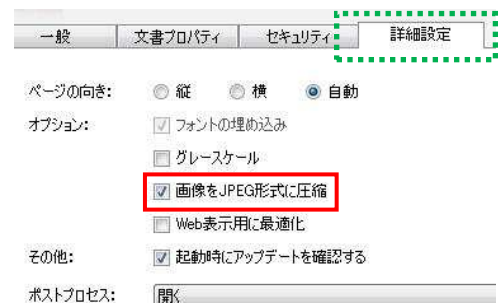 一般 文書プロパティ セキュリティ 詳細設定
ページの向き: 縦 横 自動
オプション: フォントの埋め込み
グレースケール
画像をJPEG形式に圧縮
Web表示用に最適化
その他: 起動時にアップデートを確認する
ポストプロセス: 開く